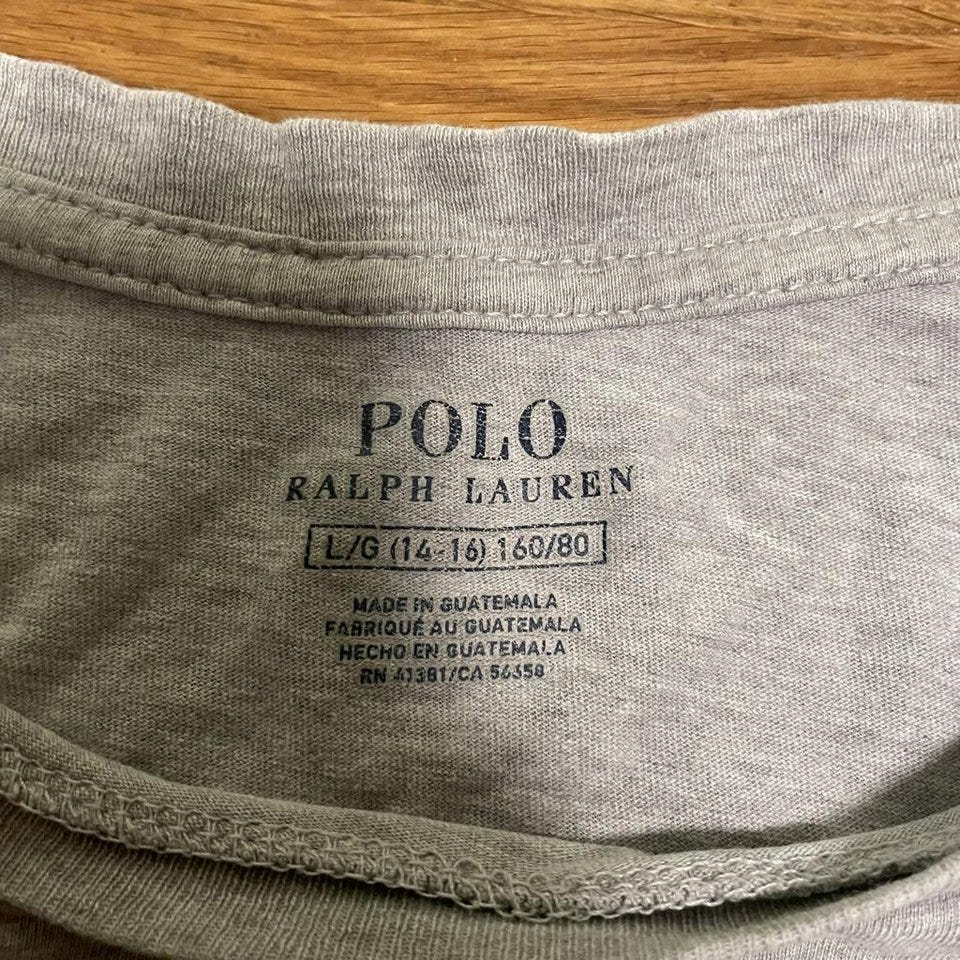 POLO
RALPH LAUREN
L/G (14-16) 160/80
MADE IN GUATEMALA
FABRIQUÉ AU GUATEMALA
HECHO EN GUATEMALA
RN 41381/CA 56358